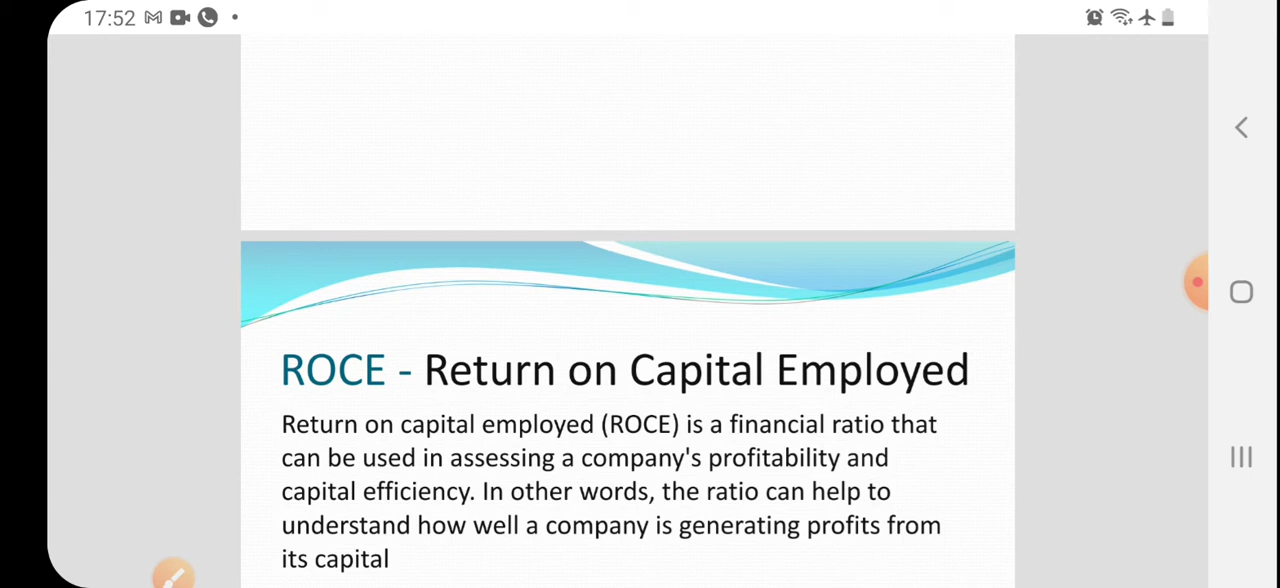 17:52
ROCE - Return on Capital Employed
Return on capital employed (ROCE) is a financial ratio that
can be used in assessing a company's profitability and
capital efficiency. In other words, the ratio can help to
understand how well a company is generating profits from
its capital